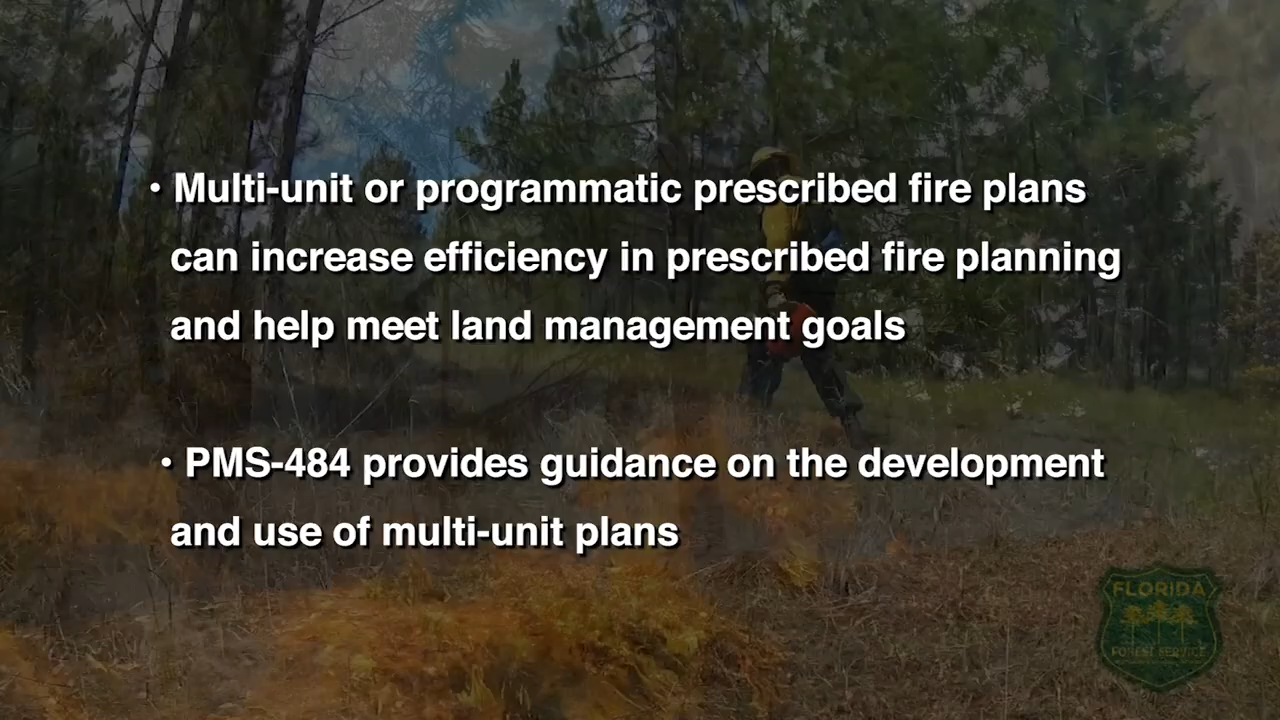 • Multi-unit or programmatic prescribed fire plans
can increase efficiency in prescribed fire planning
and help meet land management goals
• PMS-484 provides guidance on the development
and use of multi-unit plans
FLORIDA
FOREST SERVICE